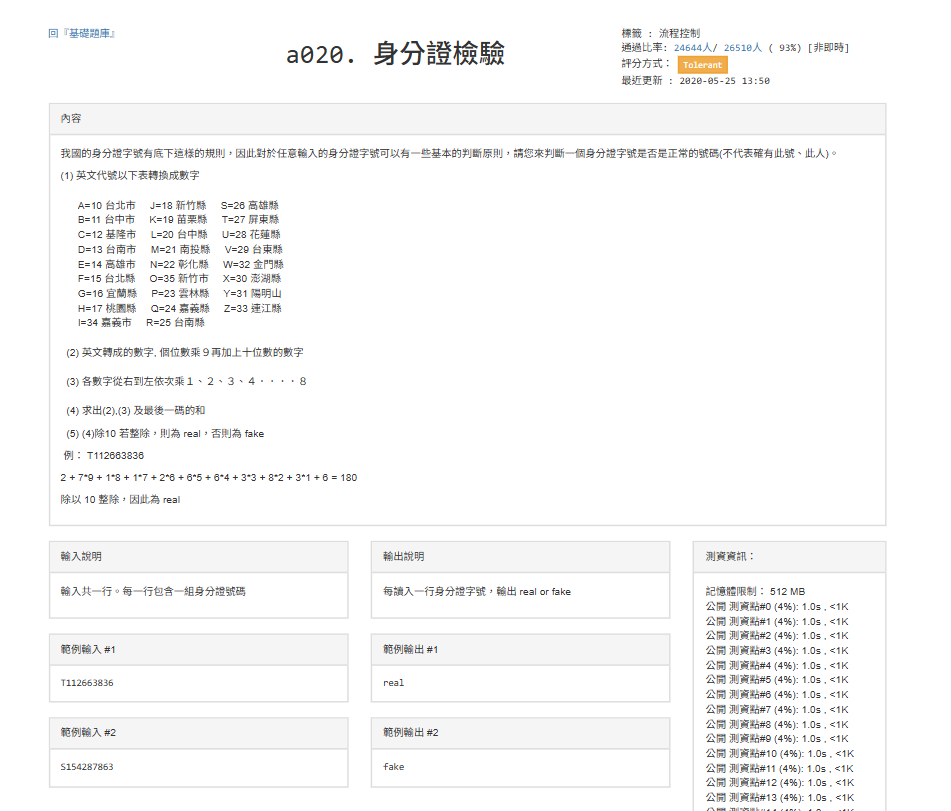 回『基礎題庫』
a020. 身分證檢驗
標籤 : 流程控制
通過比率: 24644人/ 26510人 ( 93%) [非即時]
評分方式： Tolerant
最近更新 : 2020-05-25 13:50
內容
我國的身分證字號有底下這樣的規則，因此對於任意輸入的身分證字號可以有一些基本的判斷原則，請您來判斷一個身分證字號是否是正常的號碼(不代表確有此號、此人)。
(1) 英文代號以下表轉換成數字
A=10 台北市 J=18 新竹縣 S=26 高雄縣
B=11 台中市 K=19 苗栗縣 T=27 屏東縣
C=12 基隆市 L=20 台中縣 U=28 花蓮縣
D=13 台南市 M=21 南投縣 V=29 台東縣
E=14 高雄市 N=22 彰化縣 W=32 金門縣
F=15 台北縣 O=35 新竹市 X=30 澎湖縣
G=16 宜蘭縣 P=23 雲林縣 Y=31 陽明山
H=17 桃園縣 Q=24 嘉義縣 Z=33 連江縣
I=34 嘉義市 R=25 台南縣
(2) 英文轉成的數字, 個位數乘９再加上十位數的數字
(3) 各數字從右到左依次乘１、２、３、４．．．．８
(4) 求出(2),(3) 及最後一碼的和
(5) (4)除10 若整除，則為 real，否則為 fake
例： T112663836
2 + 7*9 + 1*8 + 1*7 + 2*6 + 6*5 + 6*4 + 3*3 + 8*2 + 3*1 + 6 = 180
除以 10 整除，因此為 real
輸入說明
輸入共一行。每一行包含一組身分證號碼
輸出說明
每讀入一行身分證字號，輸出 real or fake
測資資訊：
記憶體限制： 512 MB
公開 測資點#0 (4%): 1.0s , <1K
公開 測資點#1 (4%): 1.0s , <1K
公開 測資點#2 (4%): 1.0s , <1K
公開 測資點#3 (4%): 1.0s , <1K
公開 測資點#4 (4%): 1.0s , <1K
公開 測資點#5 (4%): 1.0s , <1K
公開 測資點#6 (4%): 1.0s , <1K
公開 測資點#7 (4%): 1.0s , <1K
公開 測資點#8 (4%): 1.0s , <1K
公開 測資點#9 (4%): 1.0s , <1K
公開 測資點#10 (4%): 1.0s , <1K
公開 測資點#11 (4%): 1.0s , <1K
公開 測資點#12 (4%): 1.0s , <1K
公開 測資點#13 (4%): 1.0s , <1K
範例輸入 #1
T112663836
範例輸出 #1
real
範例輸入 #2
S154287863
範例輸出 #2
fake